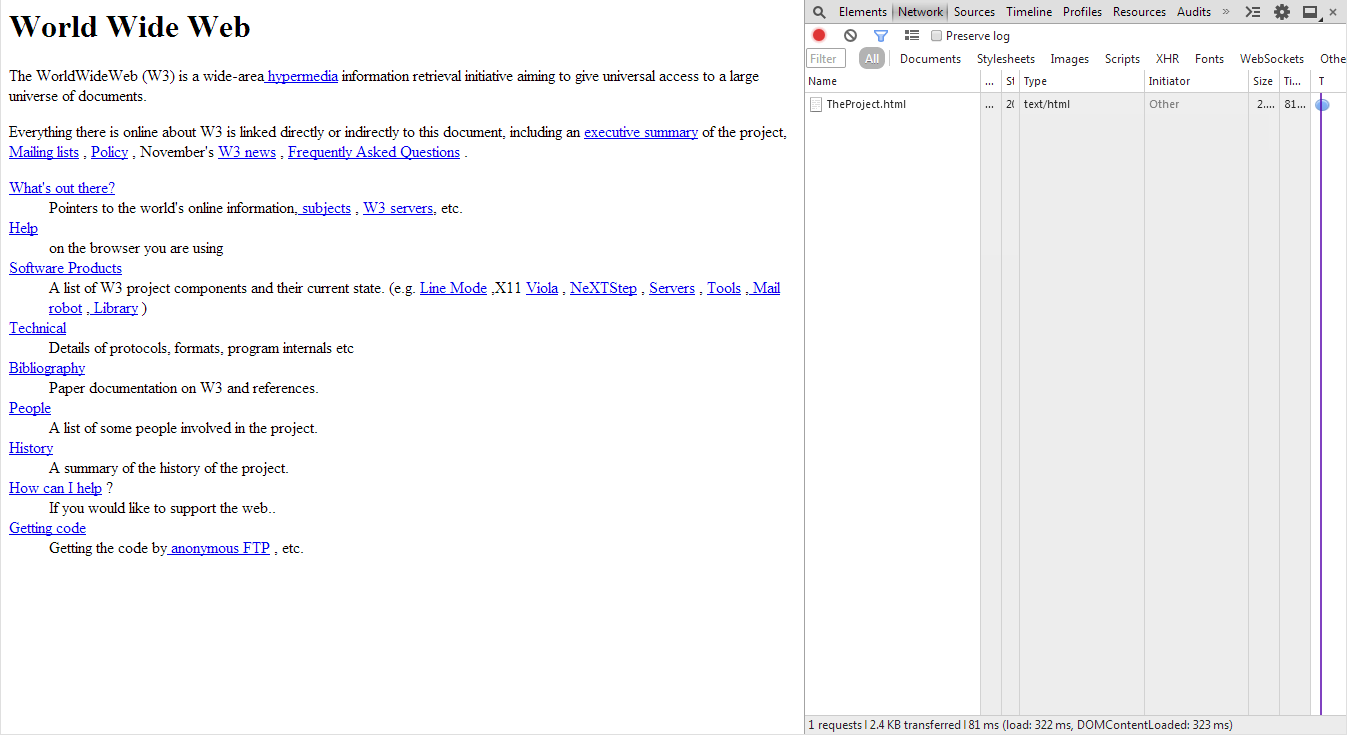 World Wide Web
The WorldWideWeb (W3) is a wide-area hypermedia information retrieval initiative aiming to give universal access to a large
universe of documents.
Everything there is online about W3 is linked directly or indirectly to this document, including an executive summary of the project,
Mailing lists , Policy , November's W3 news , Frequently Asked Questions .
What's out there?
Pointers to the world's online information, subjects , W3 servers, etc.
Help
on the browser you are using
Software Products
A list of W3 project components and their current state. (e.g. Line Mode ,X11 Viola , NeXTStep , Servers , Tools , Mail
robot , Library )
Technical
Details of protocols, formats, program internals etc
Bibliography
Paper documentation on W3 and references.
People
A list of some people involved in the project.
History
A summary of the history of the project.
How can I help ?
If you would like to support the web..
Getting code
Getting the code by anonymous FTP , etc.
Elements Network Sources Timeline Profiles Resources Audits »
Preserve log
Filter All Documents Stylesheets Images Scripts XHR Fonts WebSockets Othe
Name ... St Type Initiator Size Ti... T
TheProject.html ... 20 text/html Other 2.... 81...
1 requests | 2.4 KB transferred | 81 ms (load: 322 ms, DOMContentLoaded: 323 ms)